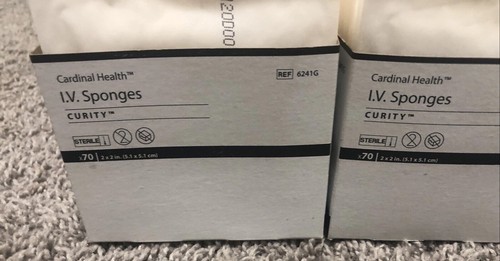 120000
Cardinal Health™
REF 6241G
I.V. Sponges
CURITY™
STERILE
x70 2 x 2 in. (5.1 x 5.1 cm)
Cardinal Health™
I.V. Sponges
CURITY™
STERILE
x70 2 x 2 in. (5.1 x 5.1 cm)